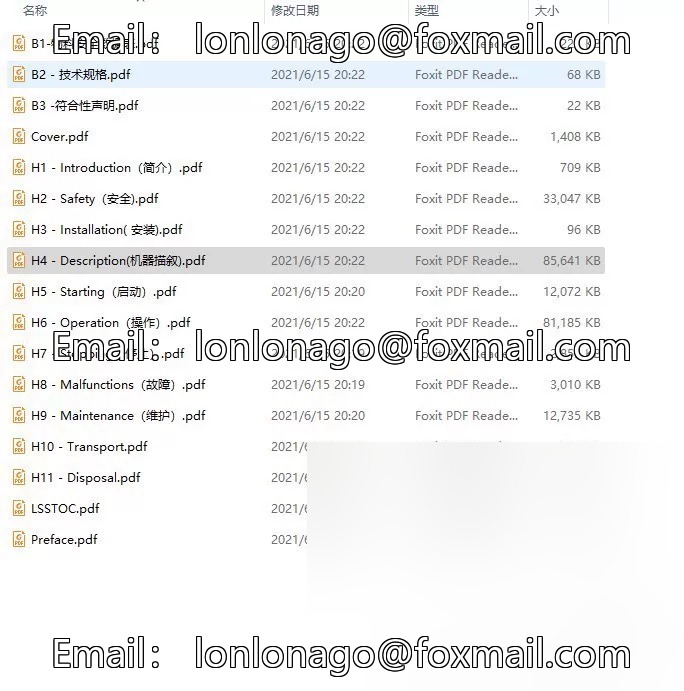 名称 修改日期 类型 大小
Email： lonlonago@foxmail.com
B2 - 技术规格.pdf 2021/6/15 20:22 Foxit PDF Reade... 68 KB
B3 -符合性声明.pdf 2021/6/15 20:22 Foxit PDF Reade... 22 KB
Cover.pdf 2021/6/15 20:22 Foxit PDF Reade... 1,408 KB
H1 - Introduction（简介）.pdf 2021/6/15 20:22 Foxit PDF Reade... 709 KB
H2 - Safety（安全).pdf 2021/6/15 20:22 Foxit PDF Reade... 33,047 KB
H3 - Installation( 安装).pdf 2021/6/15 20:22 Foxit PDF Reade... 96 KB
H4 - Description(机器描叙).pdf 2021/6/15 20:22 Foxit PDF Reade... 85,641 KB
H5 - Starting（启动）.pdf 2021/6/15 20:20 Foxit PDF Reade... 12,072 KB
H6 - Operation（操作）.pdf 2021/6/15 20:22 Foxit PDF Reade... 81,185 KB
Email： lonlonago@foxmail.com
H8 - Malfunctions（故障）.pdf 2021/6/15 20:19 Foxit PDF Reade... 3,010 KB
H9 - Maintenance（维护）.pdf 2021/6/15 20:20 Foxit PDF Reade... 12,735 KB
H10 - Transport.pdf 2021/6
H11 - Disposal.pdf 2021/6
LSSTOC.pdf 2021/6
Preface.pdf 2021/6
Email： lonlonago@foxmail.com